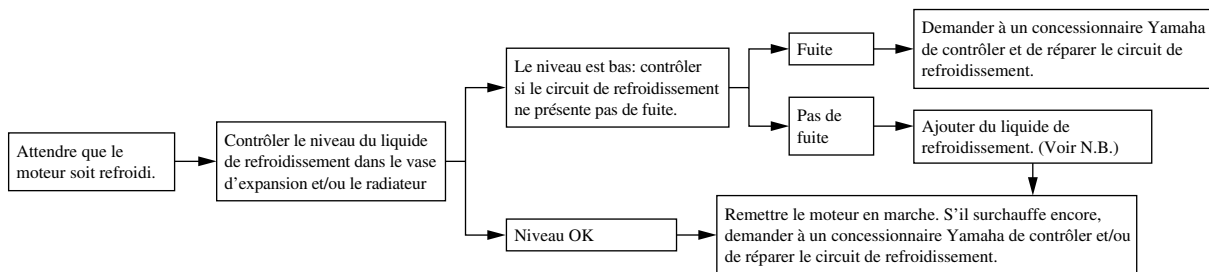 Attendre que le
moteur soit refroidi.
Contrôler le niveau du liquide
de refroidissement dans le vase
d’expansion et/ou le radiateur
Le niveau est bas: contrôler
si le circuit de refroidissement
ne présente pas de fuite.
Fuite
Demander à un concessionnaire Yamaha
de contrôler et de réparer le circuit de
refroidissement.
Pas de
fuite
Ajouter du liquide de
refroidissement. (Voir N.B.)
Niveau OK
Remettre le moteur en marche. S’il surchauffe encore,
demander à un concessionnaire Yamaha de contrôler et/ou
de réparer le circuit de refroidissement.